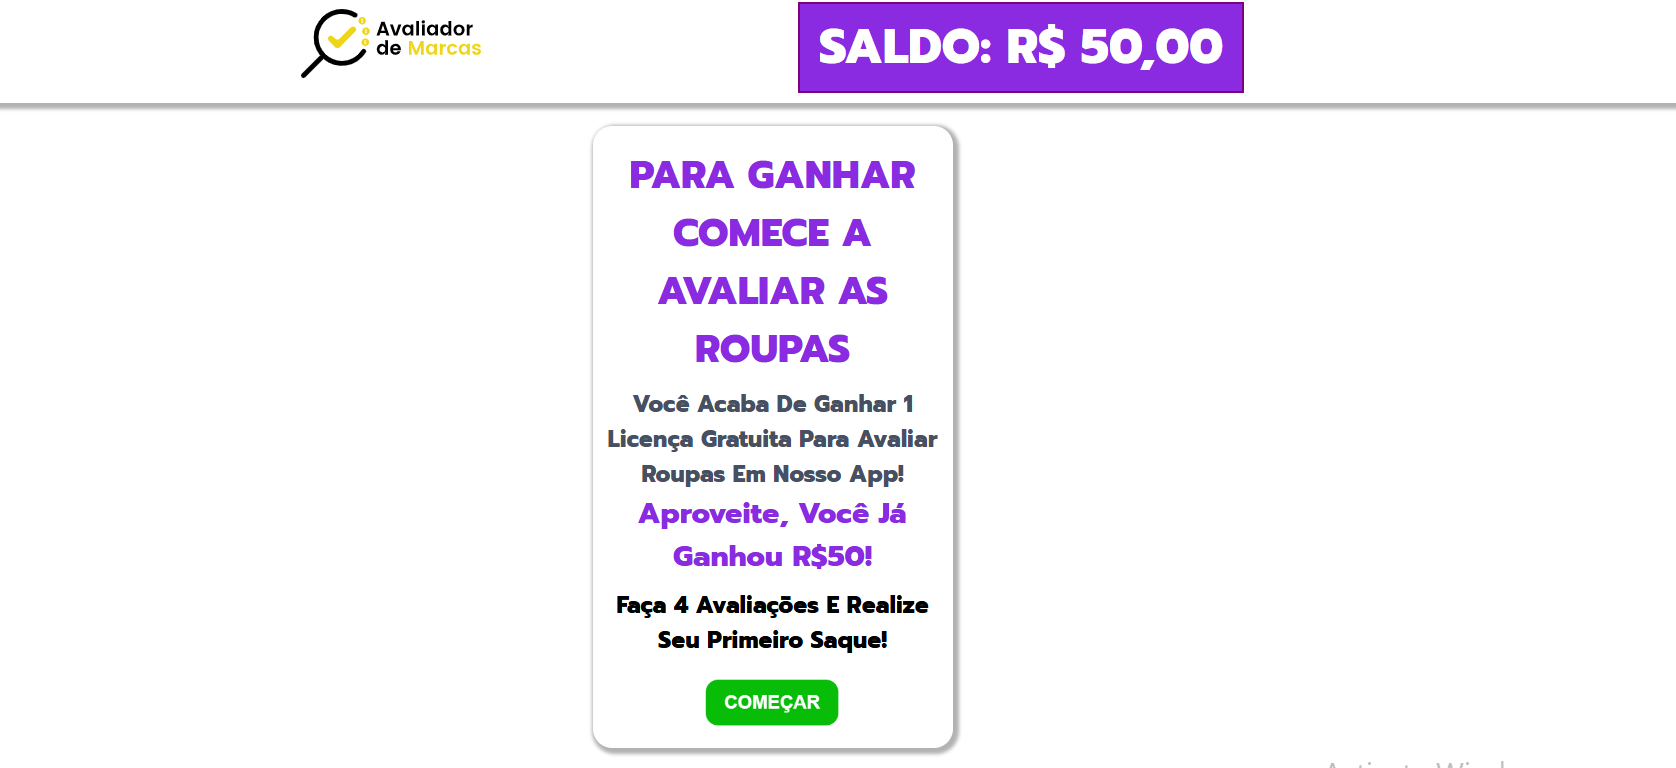 Avaliador
de Marcas
SALDO: R$ 50,00
PARA GANHAR
COMECE A
AVALIAR AS
ROUPAS
Você Acaba De Ganhar 1
Licença Gratuita Para Avaliar
Roupas Em Nosso App!
Aproveite, Você Já
Ganhou R$50!
Faça 4 Avaliações E Realize
Seu Primeiro Saque!
COMEÇAR